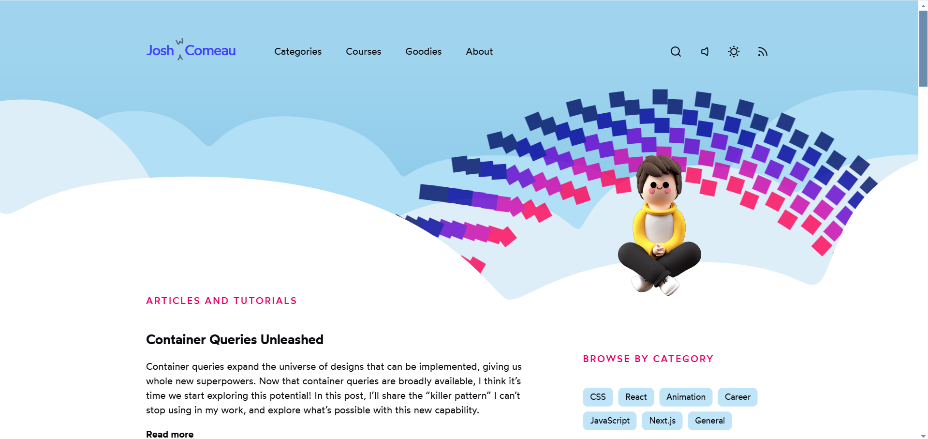 Josh W Comeau
Categories Courses Goodies About
ARTICLES AND TUTORIALS
Container Queries Unleashed
Container queries expand the universe of designs that can be implemented, giving us
whole new superpowers. Now that container queries are broadly available, I think it's
time we start exploring this potential! In this post, I'll share the “killer pattern” I can't
stop using in my work, and explore what's possible with this new capability.
Read more
BROWSE BY CATEGORY
CSS React Animation Career
JavaScript Next.js General